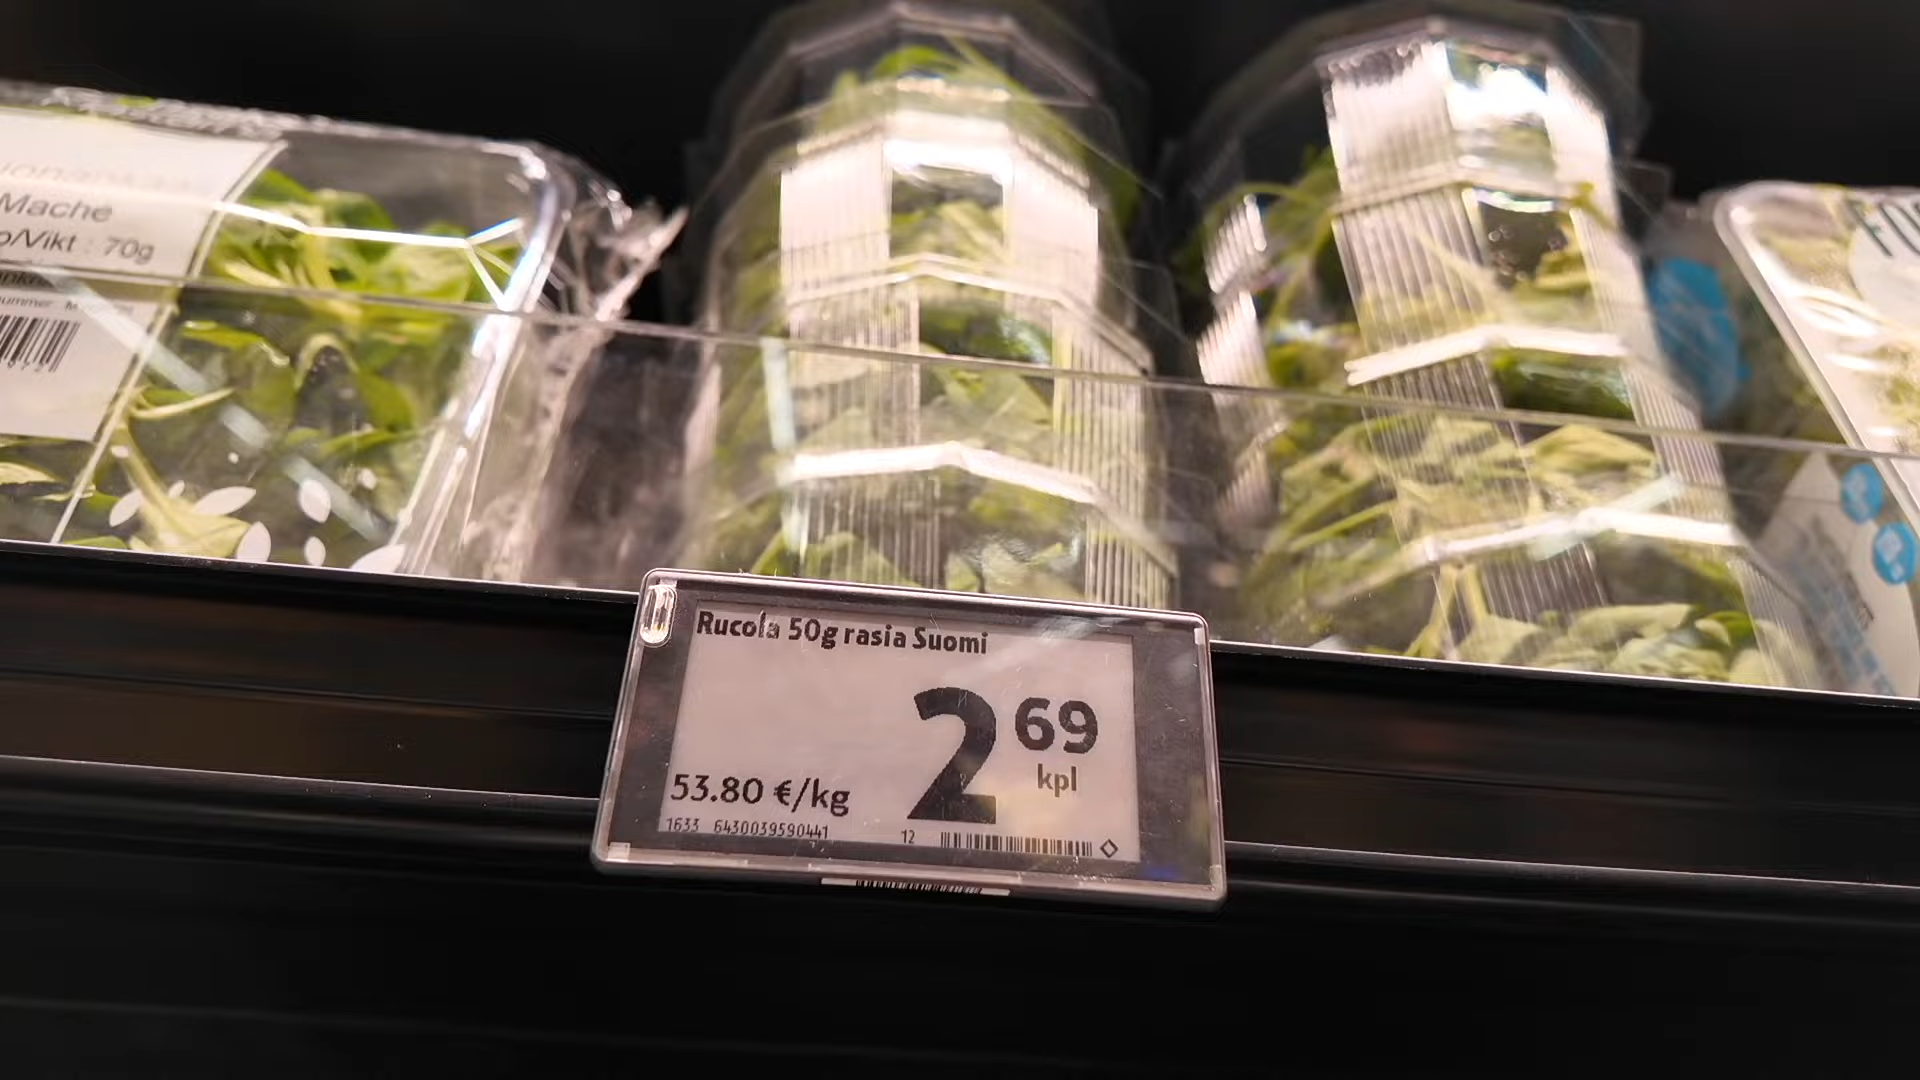 Mache
/Vikt : 70g
Rucola 50g rasia Suomi
2 69
kpl
53.80 €/kg
1633 6430039590441 12